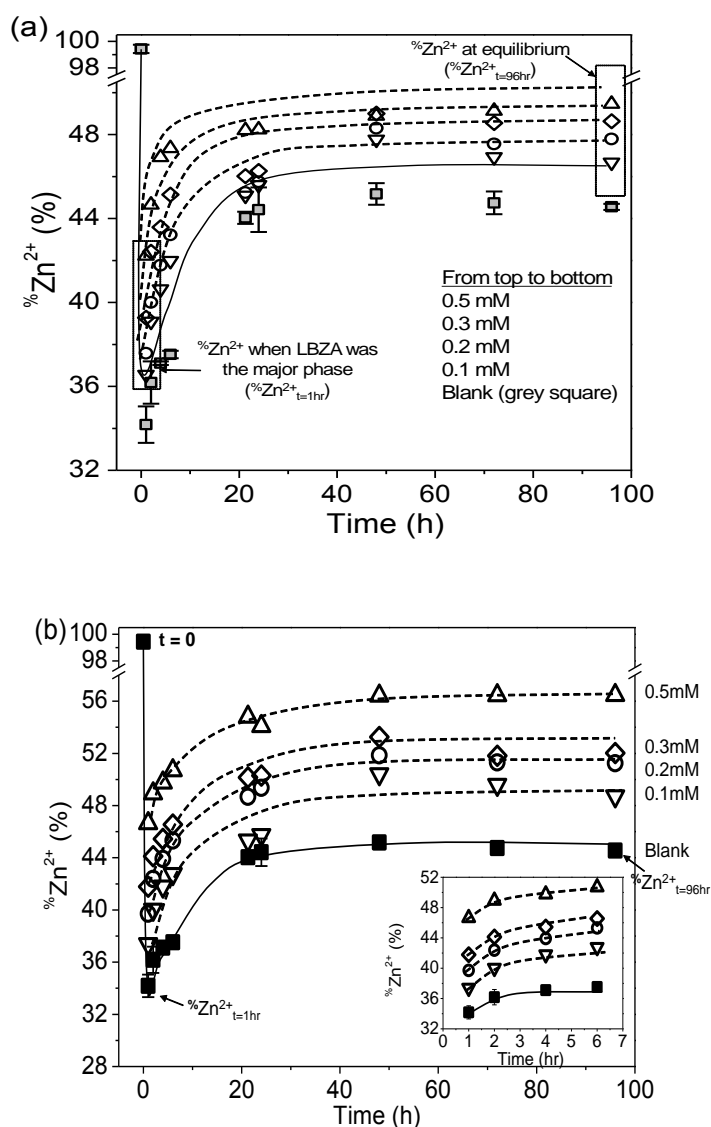 (a)
100
98
48
44
40
36
32
%Zn2+ (%)
%Zn2+ at equilibrium
(%Zn2+t=96hr)
From top to bottom
0.5 mM
0.3 mM
0.2 mM
0.1 mM
Blank (grey square)
%Zn2+ when LBZA was
the major phase
(%Zn2+t=1hr)
0 20 40 60 80 100
Time (h)
(b)
100
98
56
52
48
44
40
36
32
28
%Zn2+ (%)
t = 0
0.5mM
0.3mM
0.2mM
0.1mM
Blank
%Zn2+t=96hr
%Zn2+t=1hr
52
48
44
40
36
32
%Zn2+ (%)
0 1 2 3 4 5 6 7
Time (hr)
0 20 40 60 80 100
Time (h)